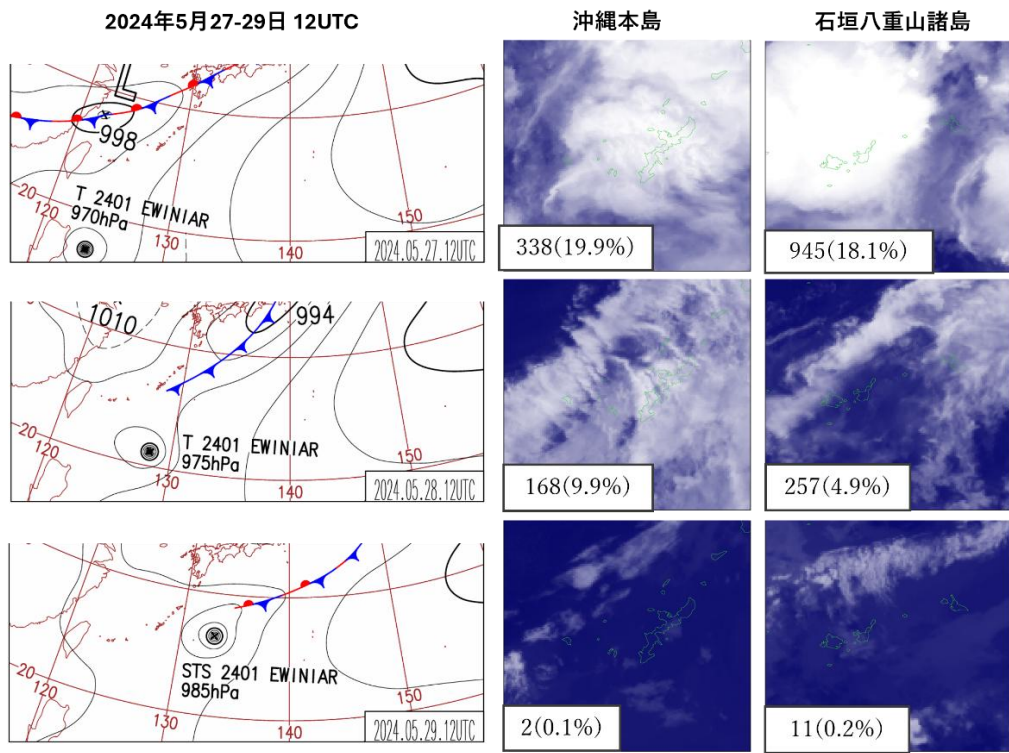 2024年5月27-29日 12UTC
沖縄本島
石垣八重山諸島
L
998
T 2401 EWINIAR
970hPa
20
120
130
140
150
2024.05.27.12UTC
338(19.9%)
945(18.1%)
1010
994
T 2401 EWINIAR
975hPa
20
120
130
140
150
2024.05.28.12UTC
168(9.9%)
257(4.9%)
STS 2401 EWINIAR
985hPa
20
120
130
140
150
2024.05.29.12UTC
2(0.1%)
11(0.2%)